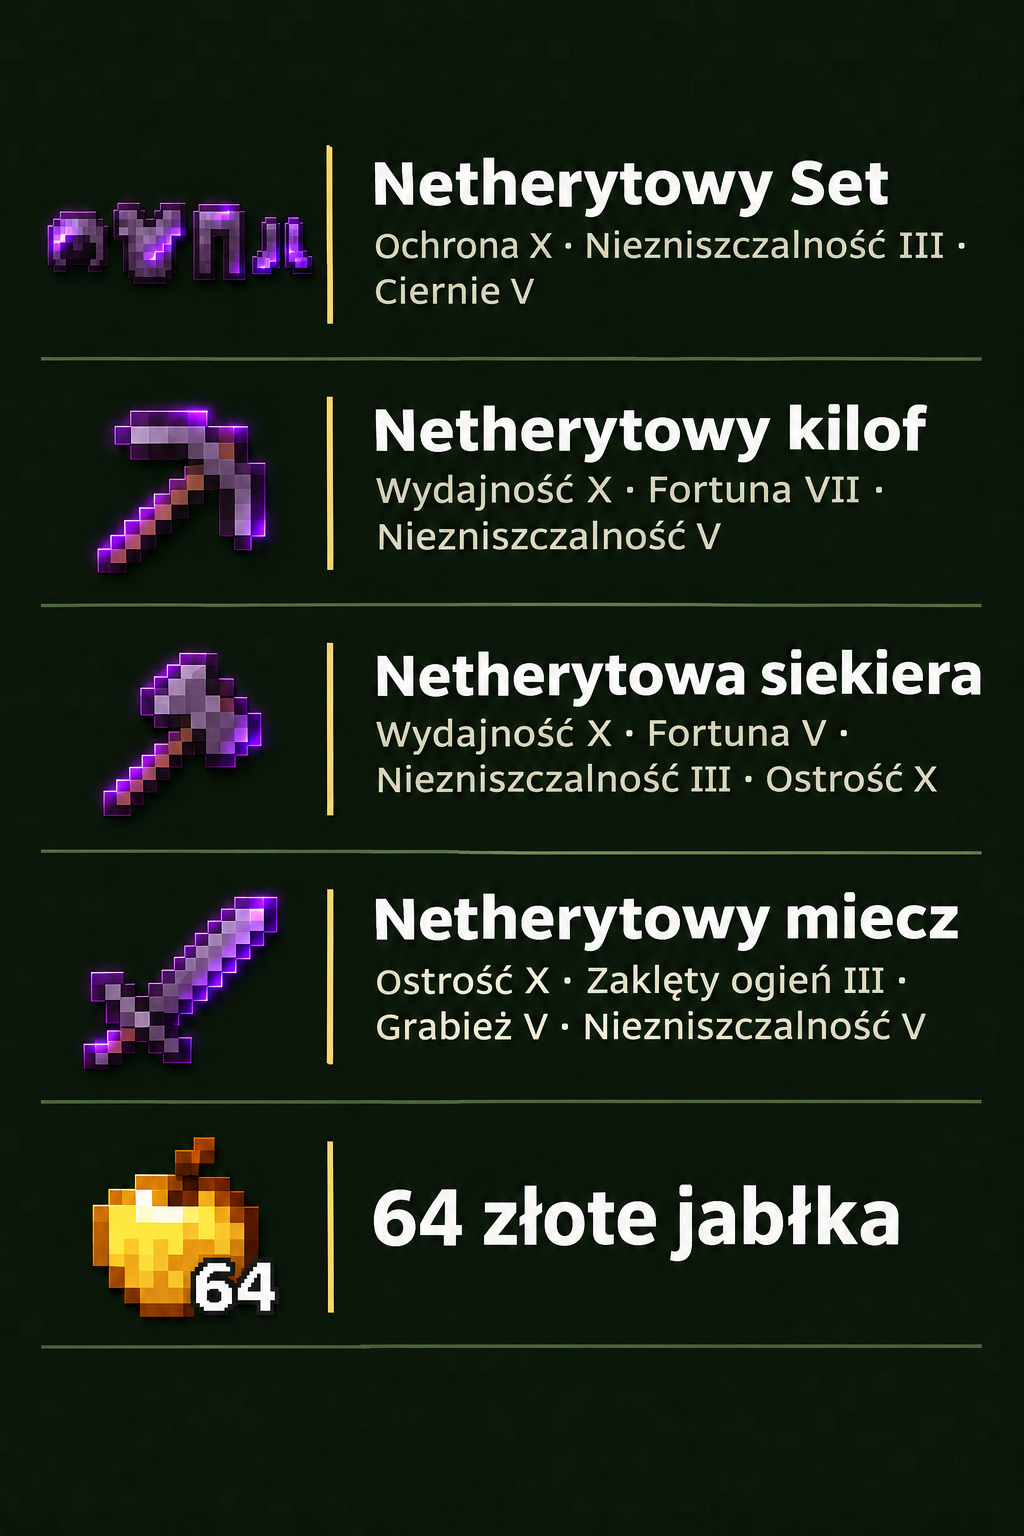 Netherytowy Set
Ochrona X · Niezniszczalność III ·
Ciernie V
Netherytowy kilof
Wydajność X · Fortuna VII ·
Niezniszczalność V
Netherytowa siekiera
Wydajność X · Fortuna V ·
Niezniszczalność III · Ostrość X
Netherytowy miecz
Ostrość X · Zaklęty ogień III ·
Grabież V · Niezniszczalność V
64 złote jabłka
64